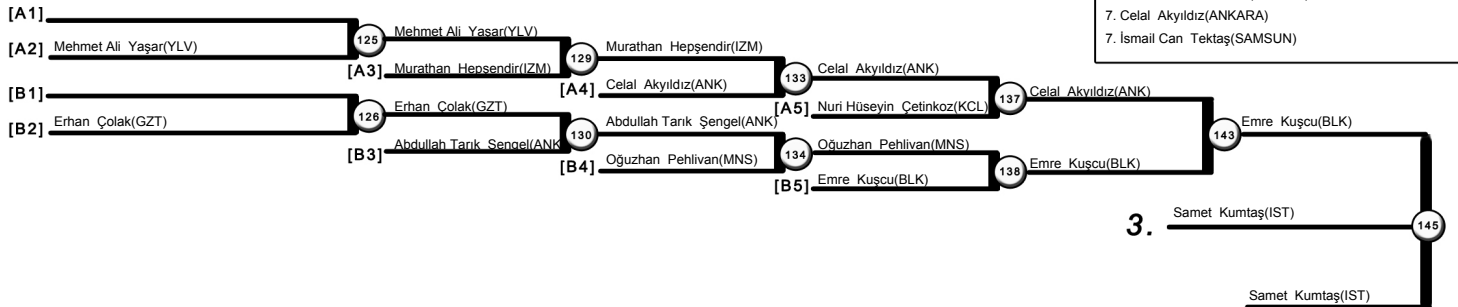 7. Celal Akyıldız(ANKARA)
7. İsmail Can Tektaş(SAMSUN)
[A1]
125
Mehmet Ali Yaşar(YLV)
[A2] Mehmet Ali Yaşar(YLV)
129
Murathan Hepşendir(IZM)
[A3] Murathan Hepşendir(IZM)
133
Celal Akyıldız(ANK)
[A4] Celal Akyıldız(ANK)
137
Celal Akyıldız(ANK)
[A5] Nuri Hüseyin Çetinkoz(KCL)
[B1]
126
Erhan Çolak(GZT)
[B2] Erhan Çolak(GZT)
130
Abdullah Tarık Şengel(ANK)
[B3] Abdullah Tarık Şengel(ANK
134
Oğuzhan Pehlivan(MNS)
[B4] Oğuzhan Pehlivan(MNS)
138
Emre Kuşcu(BLK)
[B5] Emre Kuşcu(BLK)
143
Emre Kuşcu(BLK)
3. Samet Kumtaş(IST)
145
Samet Kumtaş(IST)